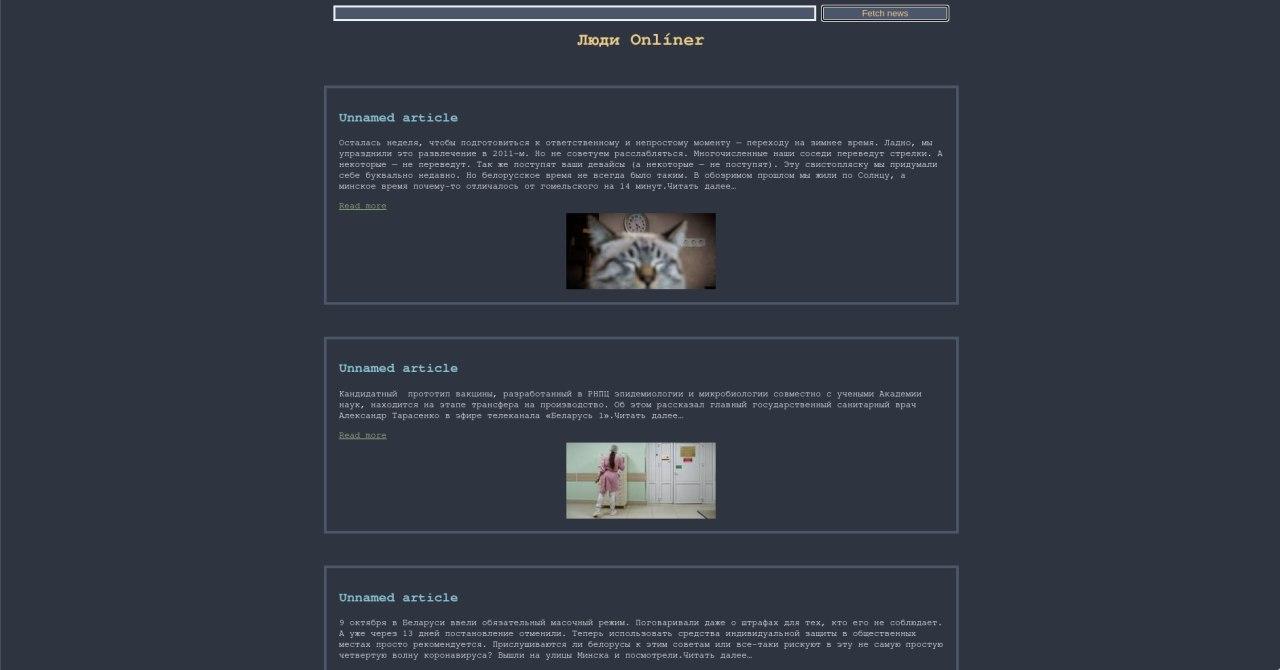 Fetch news
Люди Onlíner
Unnamed article
Осталась неделя, чтобы подготовиться к ответственному и непростому моменту — переходу на зимнее время. Ладно, мы
упразднили это развлечение в 2011-м. Но не советуем расслабляться. Многочисленные наши соседи переведут стрелки. А
некоторые — не переведут. Так же поступят ваши девайсы (а некоторые — не поступят). Эту свистопляску мы придумали
себе буквально недавно. Но белорусское время не всегда было таким. В обозримом прошлом мы жили по Солнцу, а
минское время почему-то отличалось от гомельского на 14 минут.Читать далее…
Read more
Unnamed article
Кандидатный  прототип вакцины, разработанный в РНПЦ эпидемиологии и микробиологии совместно с учеными Академии
наук, находится на этапе трансфера на производство. Об этом рассказал главный государственный санитарный врач
Александр Тарасенко в эфире телеканала «Беларусь 1».Читать далее…
Read more
Unnamed article
9 октября в Беларуси ввели обязательный масочный режим. Поговаривали даже о штрафах для тех, кто его не соблюдает.
А уже через 13 дней постановление отменили. Теперь использовать средства индивидуальной защиты в общественных
местах просто рекомендуется. Прислушиваются ли белорусы к этим советам или все-таки рискуют в эту не самую простую
четвертую волну коронавируса? Вышли на улицы Минска и посмотрели.Читать далее…